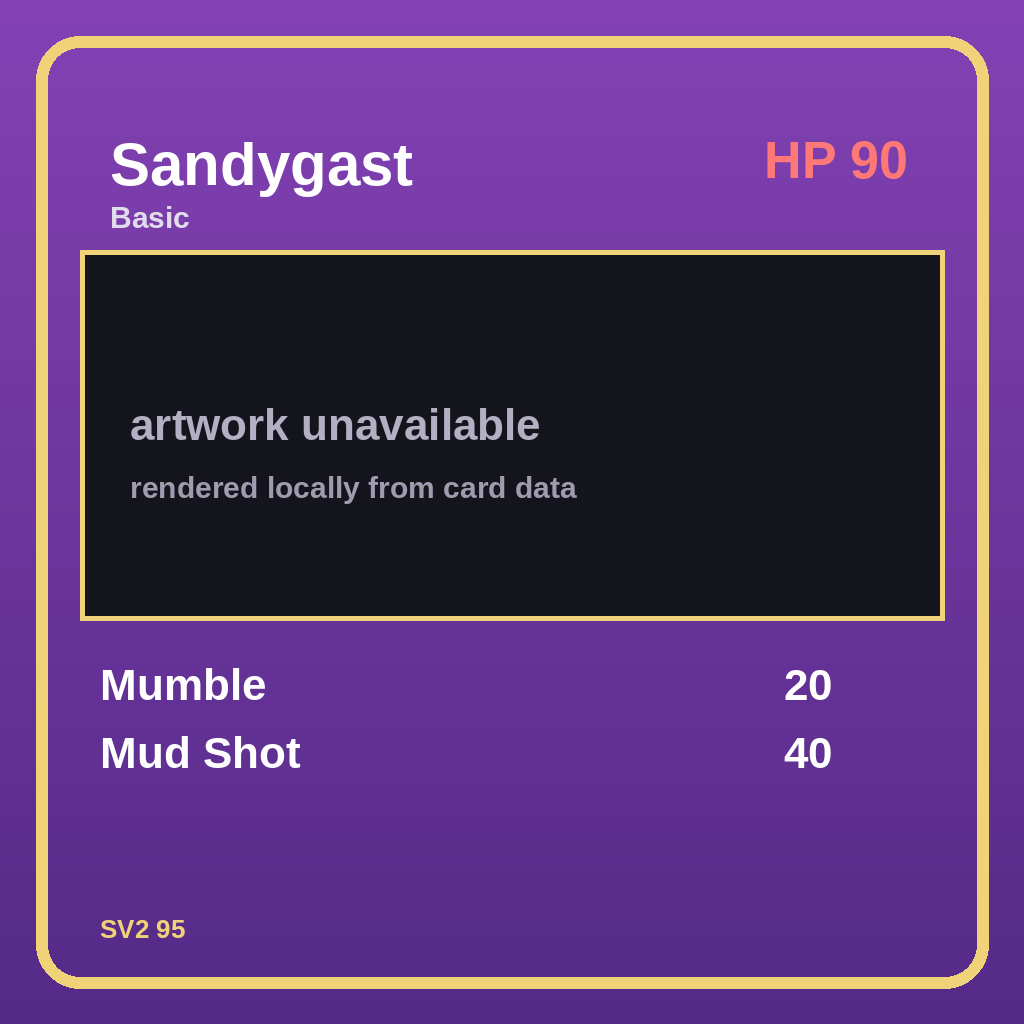 Sandygast
HP 90
Basic
artwork unavailable
rendered locally from card data
Mumble 20
Mud Shot 40
SV2 95